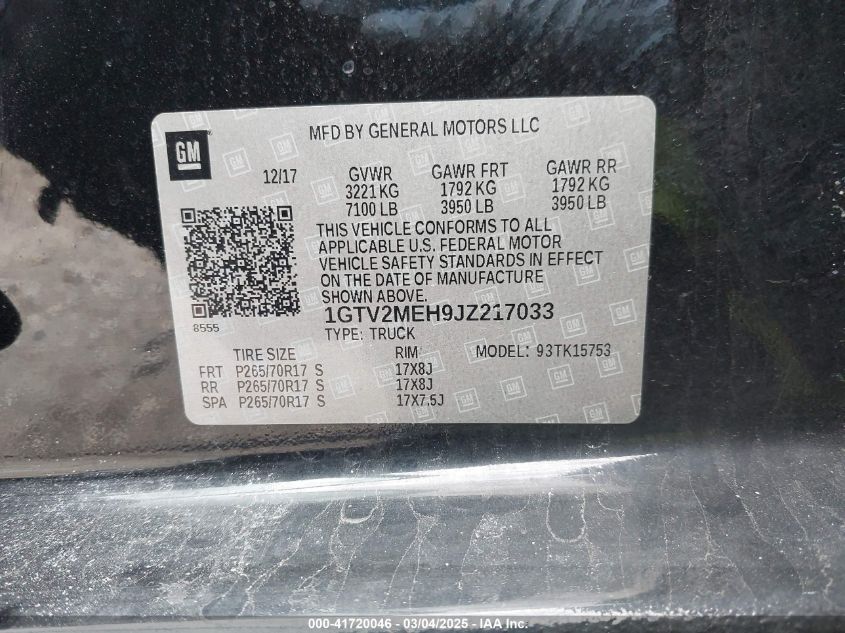 GM
MFD BY GENERAL MOTORS LLC
12/17 GVWR GAWR FRT GAWR RR
3221 KG 1792 KG 1792 KG
7100 LB 3950 LB 3950 LB
THIS VEHICLE CONFORMS TO ALL
APPLICABLE U.S. FEDERAL MOTOR
VEHICLE SAFETY STANDARDS IN EFFECT
ON THE DATE OF MANUFACTURE
SHOWN ABOVE.
8555
1GTV2MEH9JZ217033
TYPE: TRUCK
TIRE SIZE RIM MODEL: 93TK15753
FRT P265/70R17 S 17X8J
RR P265/70R17 S 17X8J
SPA P265/70R17 S 17X7.5J
000-41720046 - 03/04/2025 - IAA, Inc.